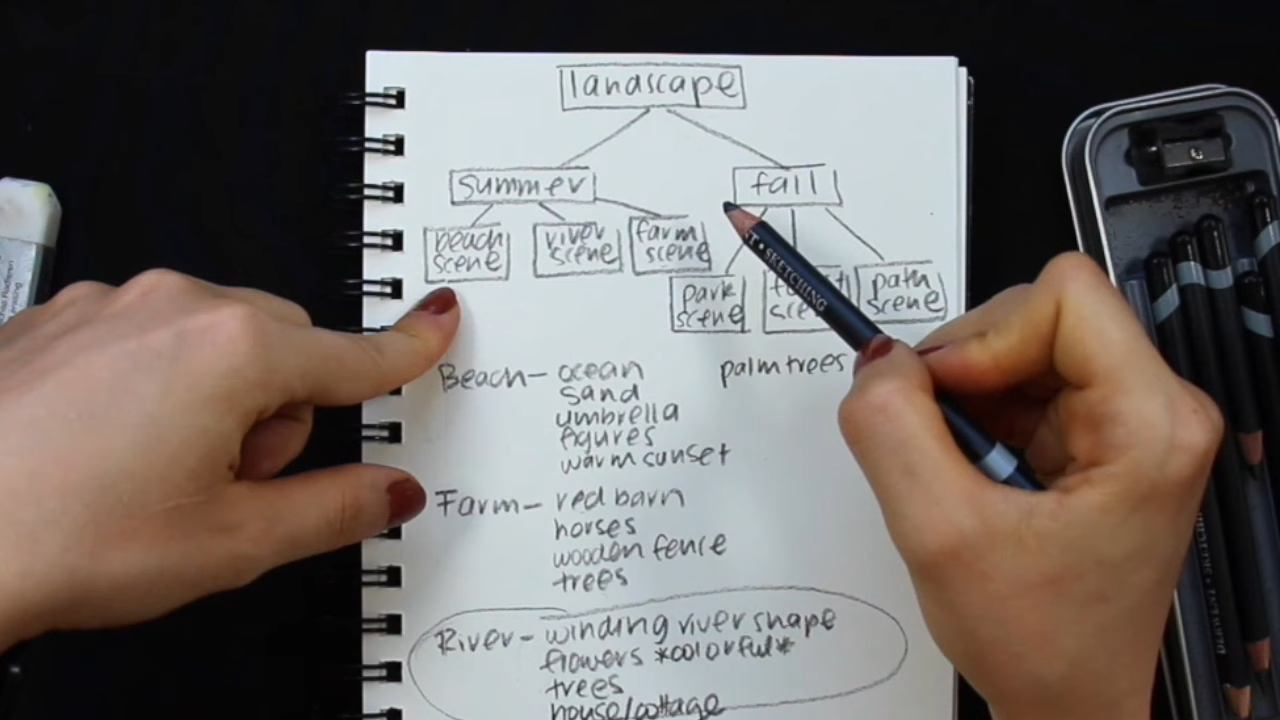 landscape
summer
fall
beach
scene
river
scene
farm
scene
park
scene
path
scene
Beach- ocean
sand
umbrella
figures
warm sunset
palm trees
Farm- red barn
horses
wooden fence
trees
River- winding river shape
flowers *colorful*
trees
house/cottage
SKETCHING